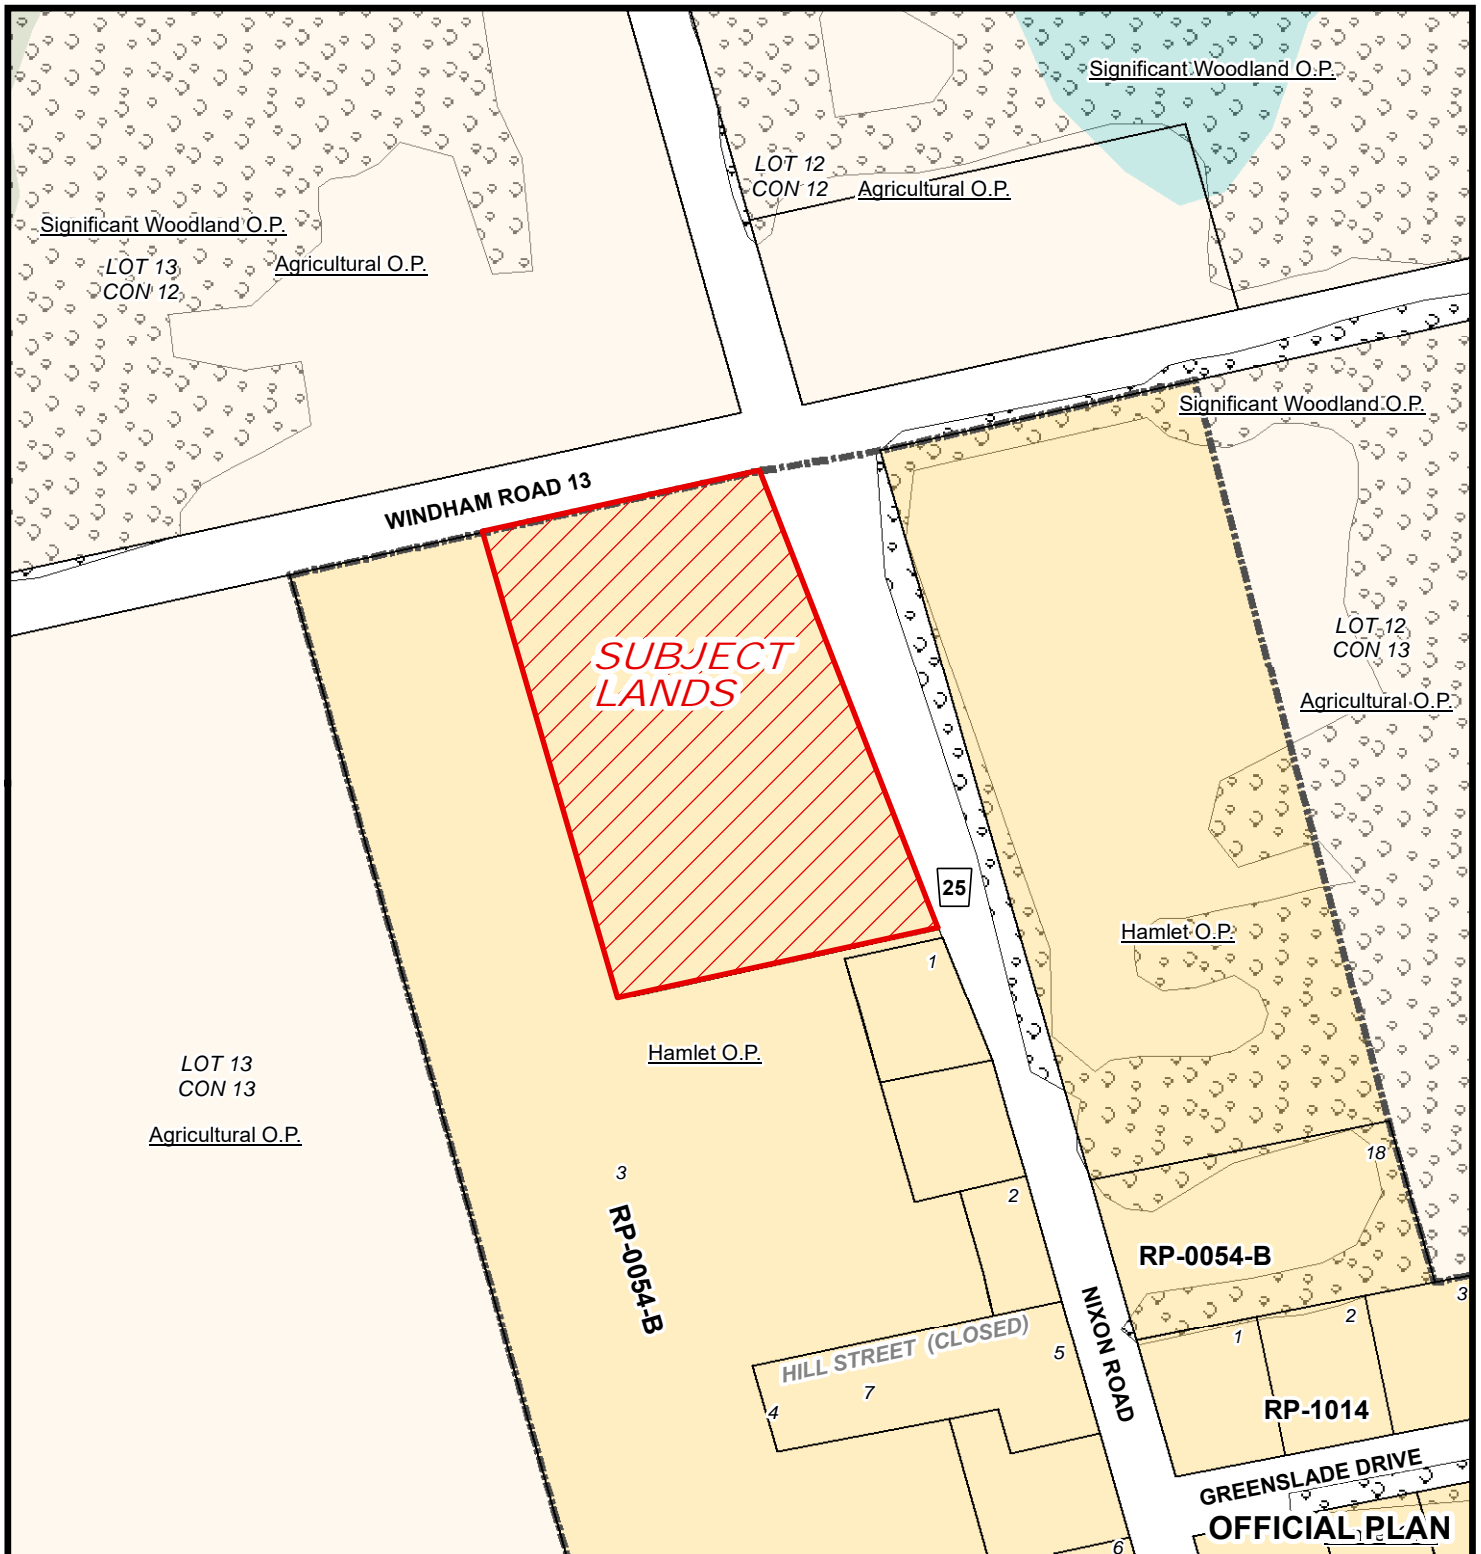 Significant Woodland O.P.
LOT 12
CON 12
Agricultural O.P.
Significant Woodland O.P.
LOT 13
CON 12
Agricultural O.P.
Significant Woodland O.P.
WINDHAM ROAD 13
SUBJECT
LANDS
LOT 12
CON 13
Agricultural O.P.
25
Hamlet O.P.
1
Hamlet O.P.
LOT 13
CON 13
Agricultural O.P.
3
18
2
RP-0054-B
RP-0054-B
NIXON ROAD
3
2
1
HILL STREET (CLOSED)
5
7
4
RP-1014
GREENSLADE DRIVE
OFFICIAL PLAN
6